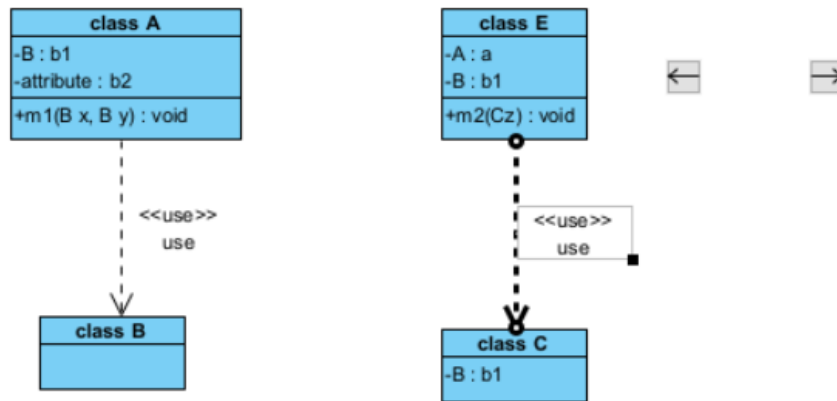 class A
-B : b1
-attribute : b2
+m1(B x, B y) : void
<<use>>
use
class B
class E
-A : a
-B : b1
+m2(Cz) : void
<<use>>
use
class C
-B : b1